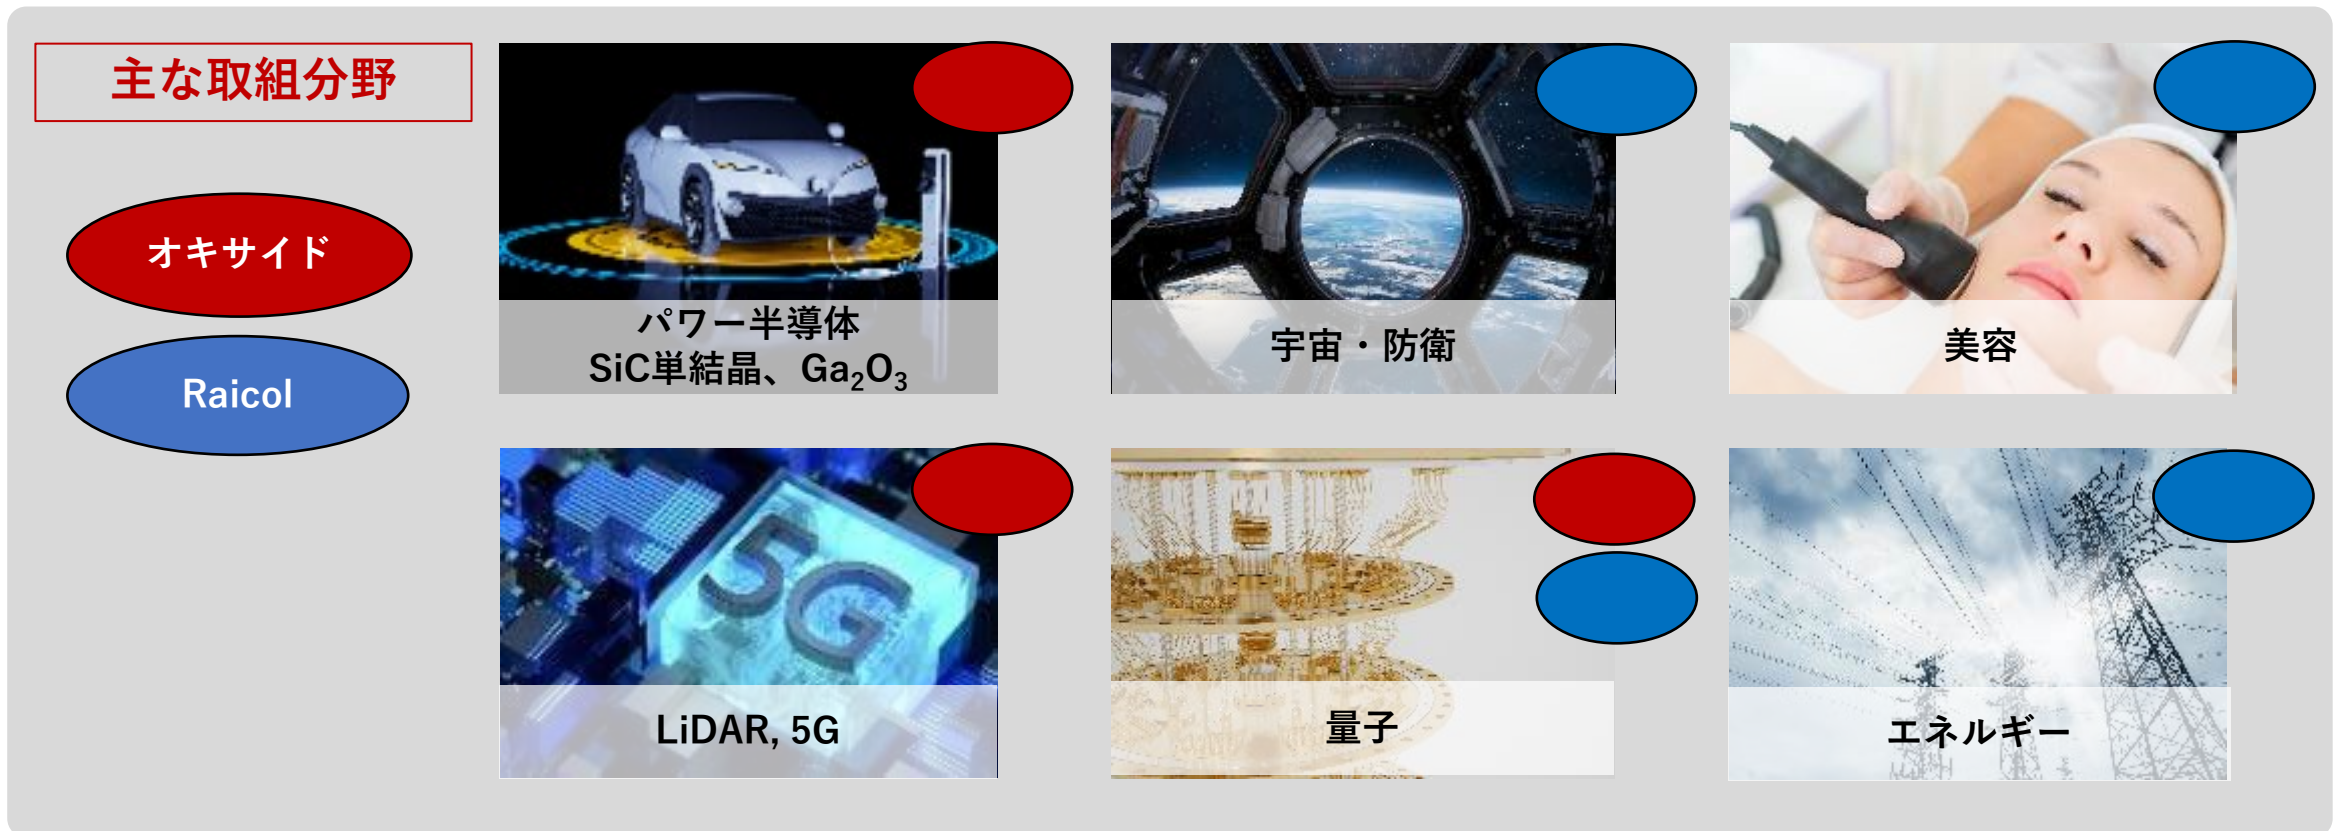 主な取組分野
オキサイド
Raicol
パワー半導体
SiC単結晶、Ga₂O₃
宇宙・防衛
美容
5G
LiDAR, 5G
量子
エネルギー